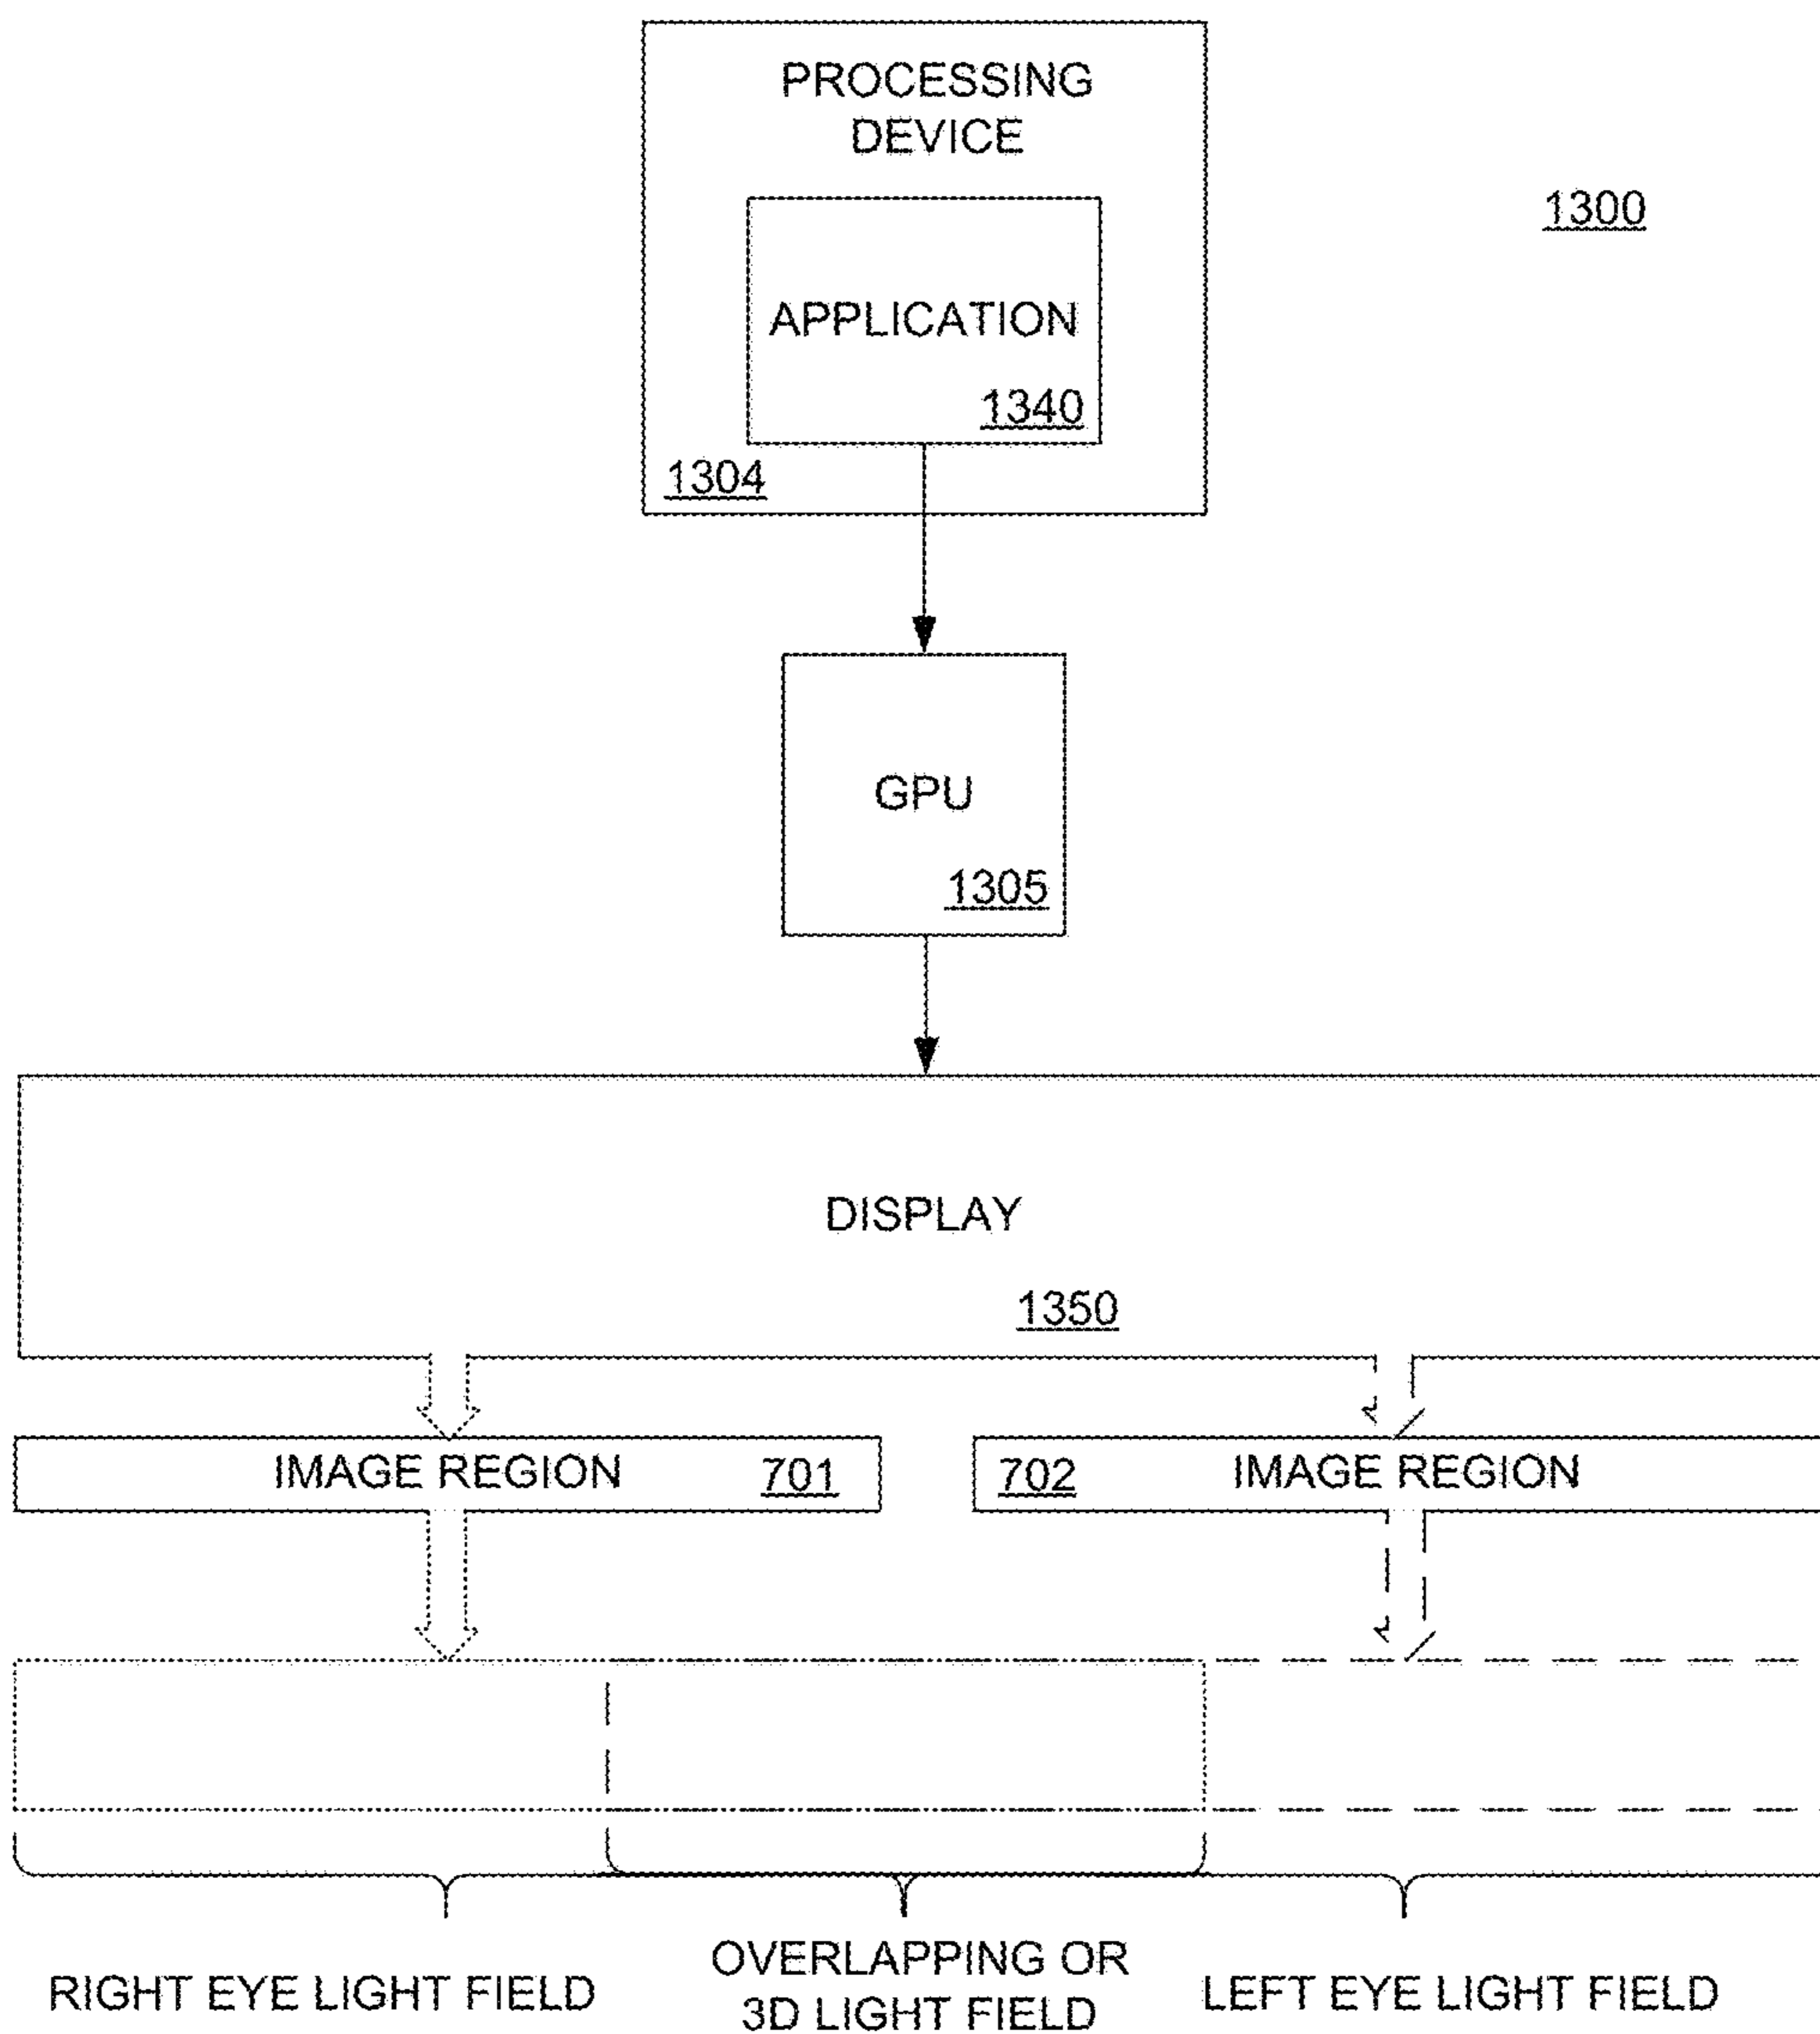 PROCESSING
DEVICE
1300
APPLICATION
1340
1304
GPU
1305
DISPLAY
1350
IMAGE REGION 701
702 IMAGE REGION
RIGHT EYE LIGHT FIELD
OVERLAPPING OR
3D LIGHT FIELD
LEFT EYE LIGHT FIELD